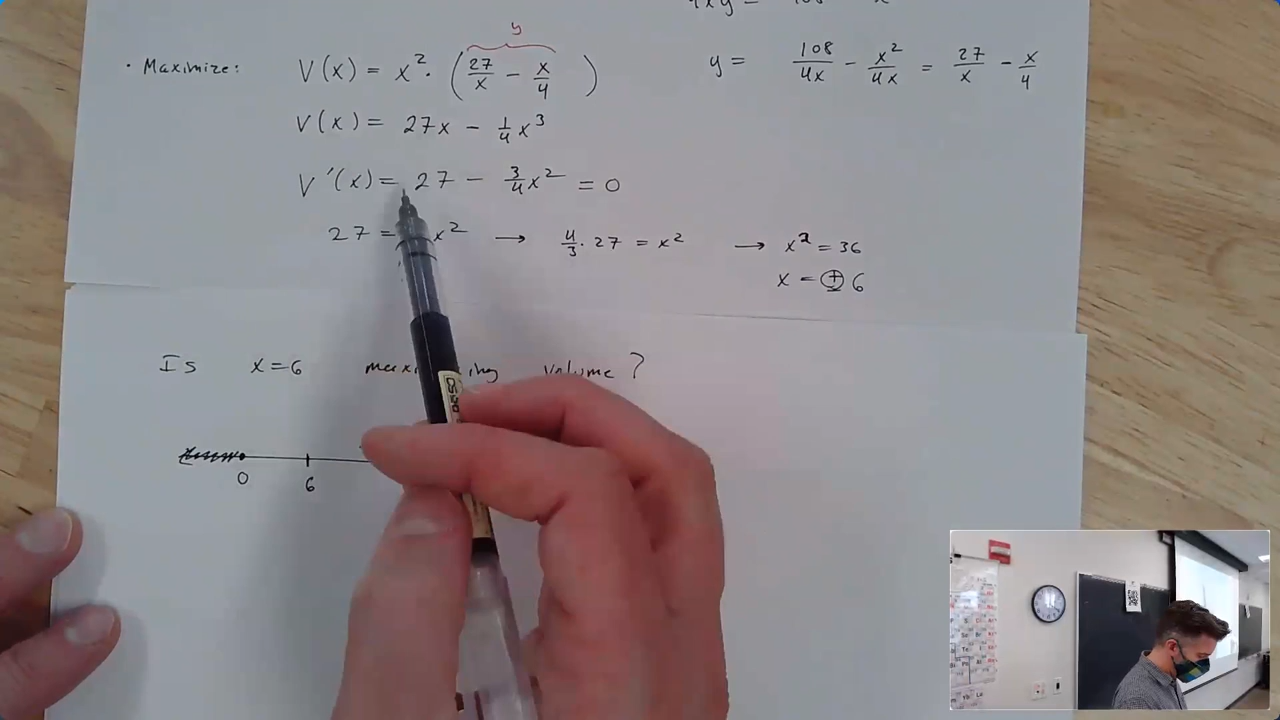 y
• Maximize: V(x) = x² · (27/x - x/4)
y = 108/4x - x²/4x = 27/x - x/4
V(x) = 27x - 1/4 x³
V'(x) = 27 - 3/4 x² = 0
27 = x² → 4/3 · 27 = x² → x² = 36
x = ± 6
Is x = 6 volume?
0 6